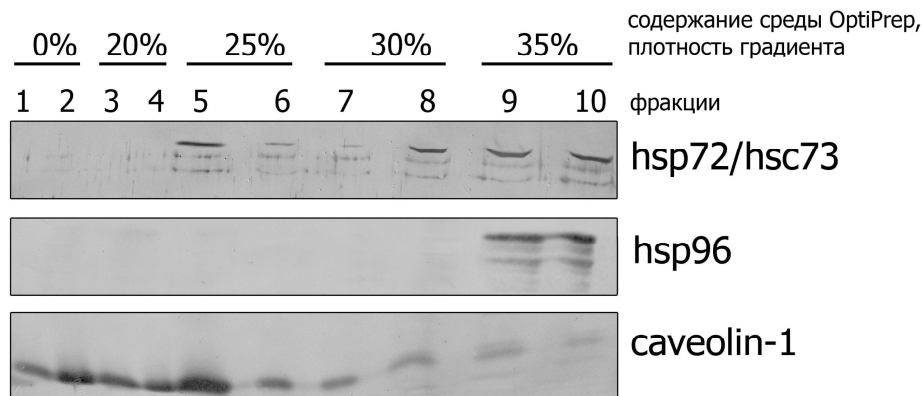 содержание среды OptiPrep,
плотность градиента
0% 20% 25% 30% 35%
1 2 3 4 5 6 7 8 9 10 фракции
hsp72/hsc73
hsp96
caveolin-1